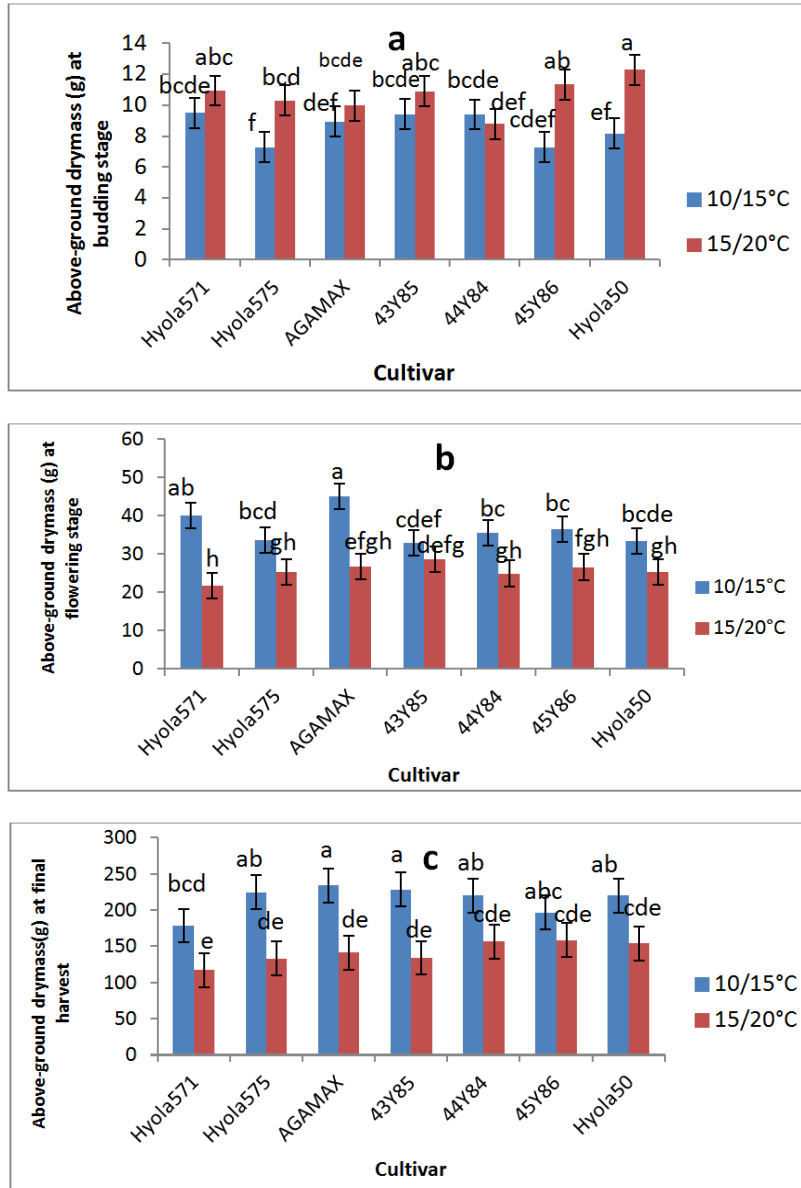 a
Above-ground drymass (g) at
budding stage
14
12
10
8
6
4
2
0
bcde
abc
f
bcd
def
bcde
bcde
abc
bcde
def
cdef
ab
ef
a
Hyola571
Hyola575
AGAMAX
43Y85
44Y84
45Y86
Hyola50
Cultivar
10/15°C
15/20°C
b
Above-ground drymass (g) at
flowering stage
60
50
40
30
20
10
0
ab
h
bcd
gh
a
efgh
cdef
defg
bc
gh
bc
fgh
bcde
gh
Hyola571
Hyola575
AGAMAX
43Y85
44Y84
45Y86
Hyola50
Cultivar
10/15°C
15/20°C
c
Above-ground drymass(g) at final
harvest
300
250
200
150
100
50
0
bcd
e
ab
de
a
de
a
de
ab
cde
abc
cde
ab
cde
Hyola571
Hyola575
AGAMAX
43Y85
44Y84
45Y86
Hyola50
Cultivar
10/15°C
15/20°C